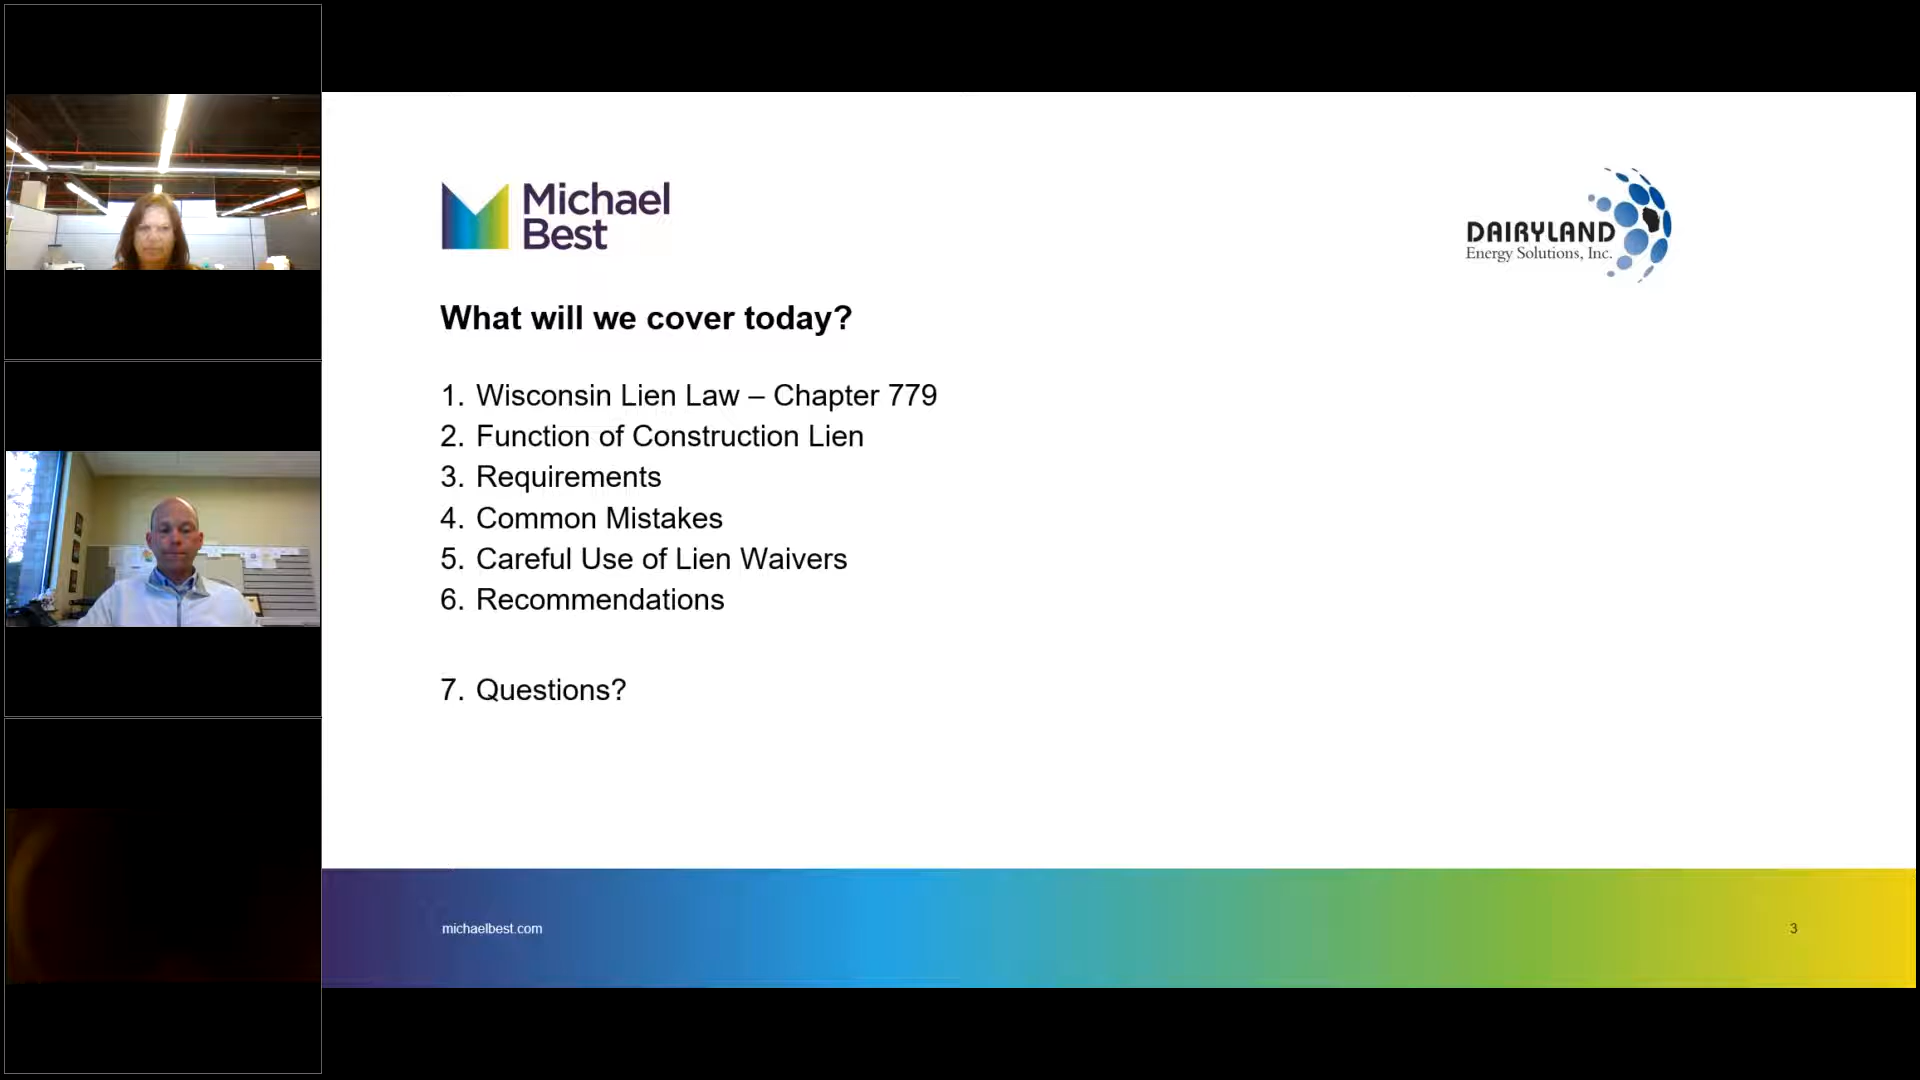 Michael
Best
DAIRYLAND
Energy Solutions, Inc.
What will we cover today?
1. Wisconsin Lien Law – Chapter 779
2. Function of Construction Lien
3. Requirements
4. Common Mistakes
5. Careful Use of Lien Waivers
6. Recommendations
7. Questions?
michaelbest.com
3